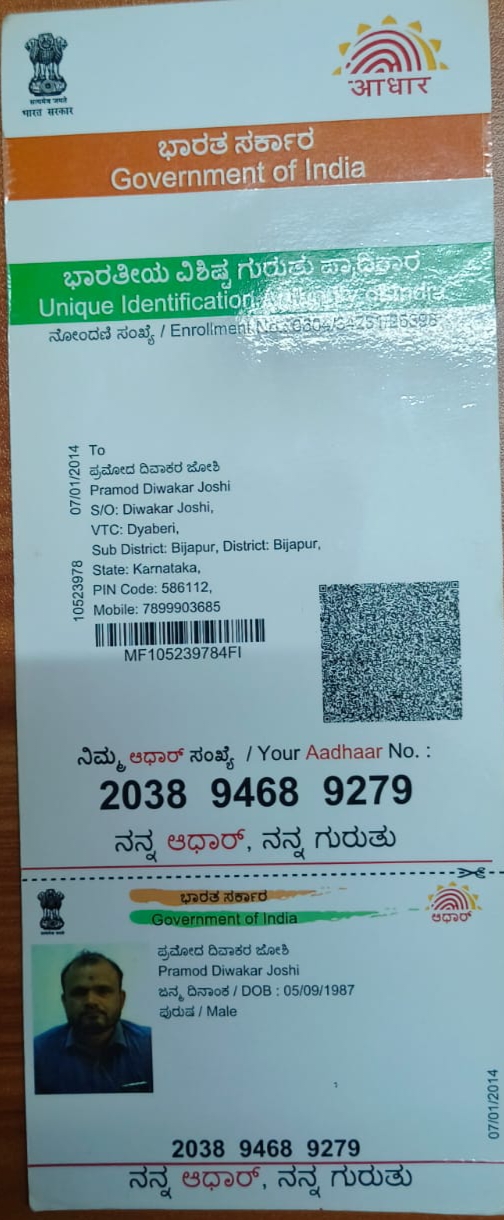 सत्यमेव जयते
भारत सरकार
आधार
ಭಾರತ ಸರ್ಕಾರ
Government of India
ಭಾರತೀಯ ವಿಶಿಷ್ಟ ಗುರುತು ಪ್ರಾಧಿಕಾರ
Unique Identification Authority of India
ನೋಂದಣಿ ಸಂಖ್ಯೆ / Enrollment No.:
07/01/2014
10523978
To
ಪ್ರಮೋದ ದಿವಾಕರ ಜೋಶಿ
Pramod Diwakar Joshi
S/O: Diwakar Joshi,
VTC: Dyaberi,
Sub District: Bijapur, District: Bijapur,
State: Karnataka,
PIN Code: 586112,
Mobile: 7899903685
MF105239784FI
ನಿಮ್ಮ ಆಧಾರ್ ಸಂಖ್ಯೆ / Your Aadhaar No. :
2038 9468 9279
ನನ್ನ ಆಧಾರ್, ನನ್ನ ಗುರುತು
ಭಾರತ ಸರ್ಕಾರ
Government of India
ಆಧಾರ್
ಪ್ರಮೋದ ದಿವಾಕರ ಜೋಶಿ
Pramod Diwakar Joshi
ಜನ್ಮ ದಿನಾಂಕ / DOB : 05/09/1987
ಪುರುಷ / Male
07/01/2014
2038 9468 9279
ನನ್ನ ಆಧಾರ್, ನನ್ನ ಗುರುತು